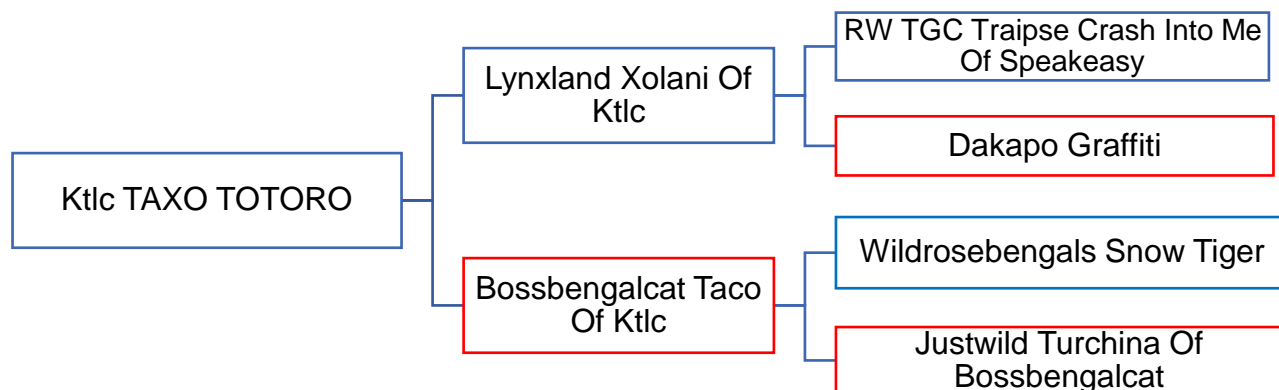 RW TGC Traipse Crash Into Me
Of Speakeasy
Lynxland Xolani Of
Ktlc
Dakapo Graffiti
Ktlc TAXO TOTORO
Wildrosebengals Snow Tiger
Bossbengalcat Taco
Of Ktlc
Justwild Turchina Of
Bossbengalcat